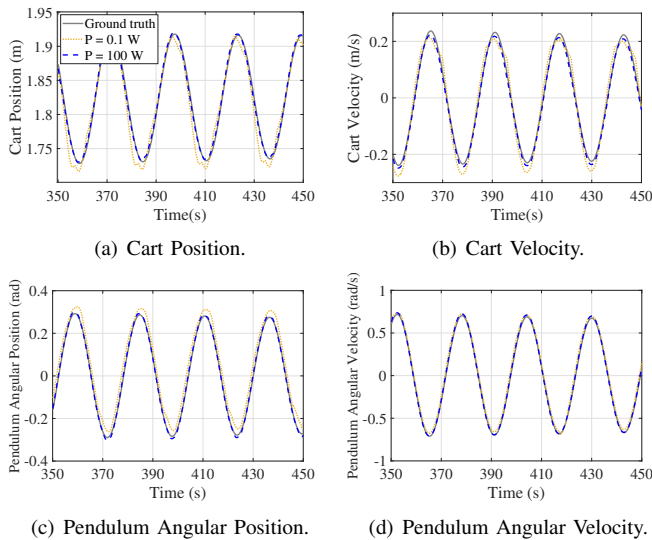 Ground truth
P = 0.1 W
P = 100 W
Cart Position (m)
1.95
1.9
1.85
1.8
1.75
350 370 390 410 430 450
Time(s)
(a) Cart Position.
Cart Velocity (m/s)
0.2
0
-0.2
350 370 390 410 430 450
Time(s)
(b) Cart Velocity.
Pendulum Angular Position (rad)
0.4
0.2
0
-0.2
-0.4
350 370 390 410 430 450
Time (s)
(c) Pendulum Angular Position.
Pendulum Angular Velocity (rad/s)
1
0.5
0
-0.5
-1
350 370 390 410 430 450
Time (s)
(d) Pendulum Angular Velocity.